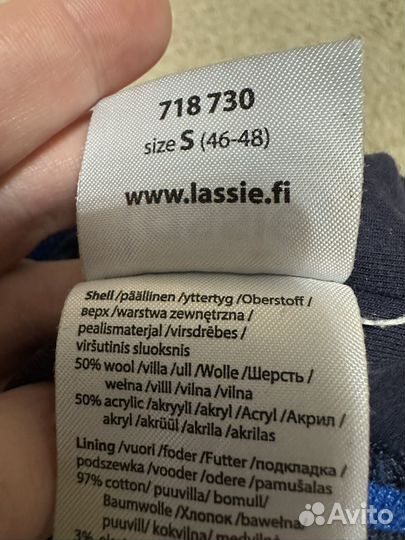 718 730
size S (46-48)
www.lassie.fi
Shell/päällinen /yttertyg /Oberstoff /
верх /warstwa zewnętrzna /
pealismaterjal /virsdrēbes /
viršutinis sluoksnis
50% wool /villa /ull /Wolle /Шерсть /
wełna /villl /vilna /vilna
50% acrylic /akryyli /akryl /Acryl /Акрил /
akryl /akrüül /akrila /akrilas
Lining /vuori /foder /Futter /подкладка /
podszewka /vooder /odere /pamušalas
97% cotton/ puuvilla/ bomull/
Baumwolle /Хлопок /bawełna/
puuvill/ kokvilna/
3%
Avito